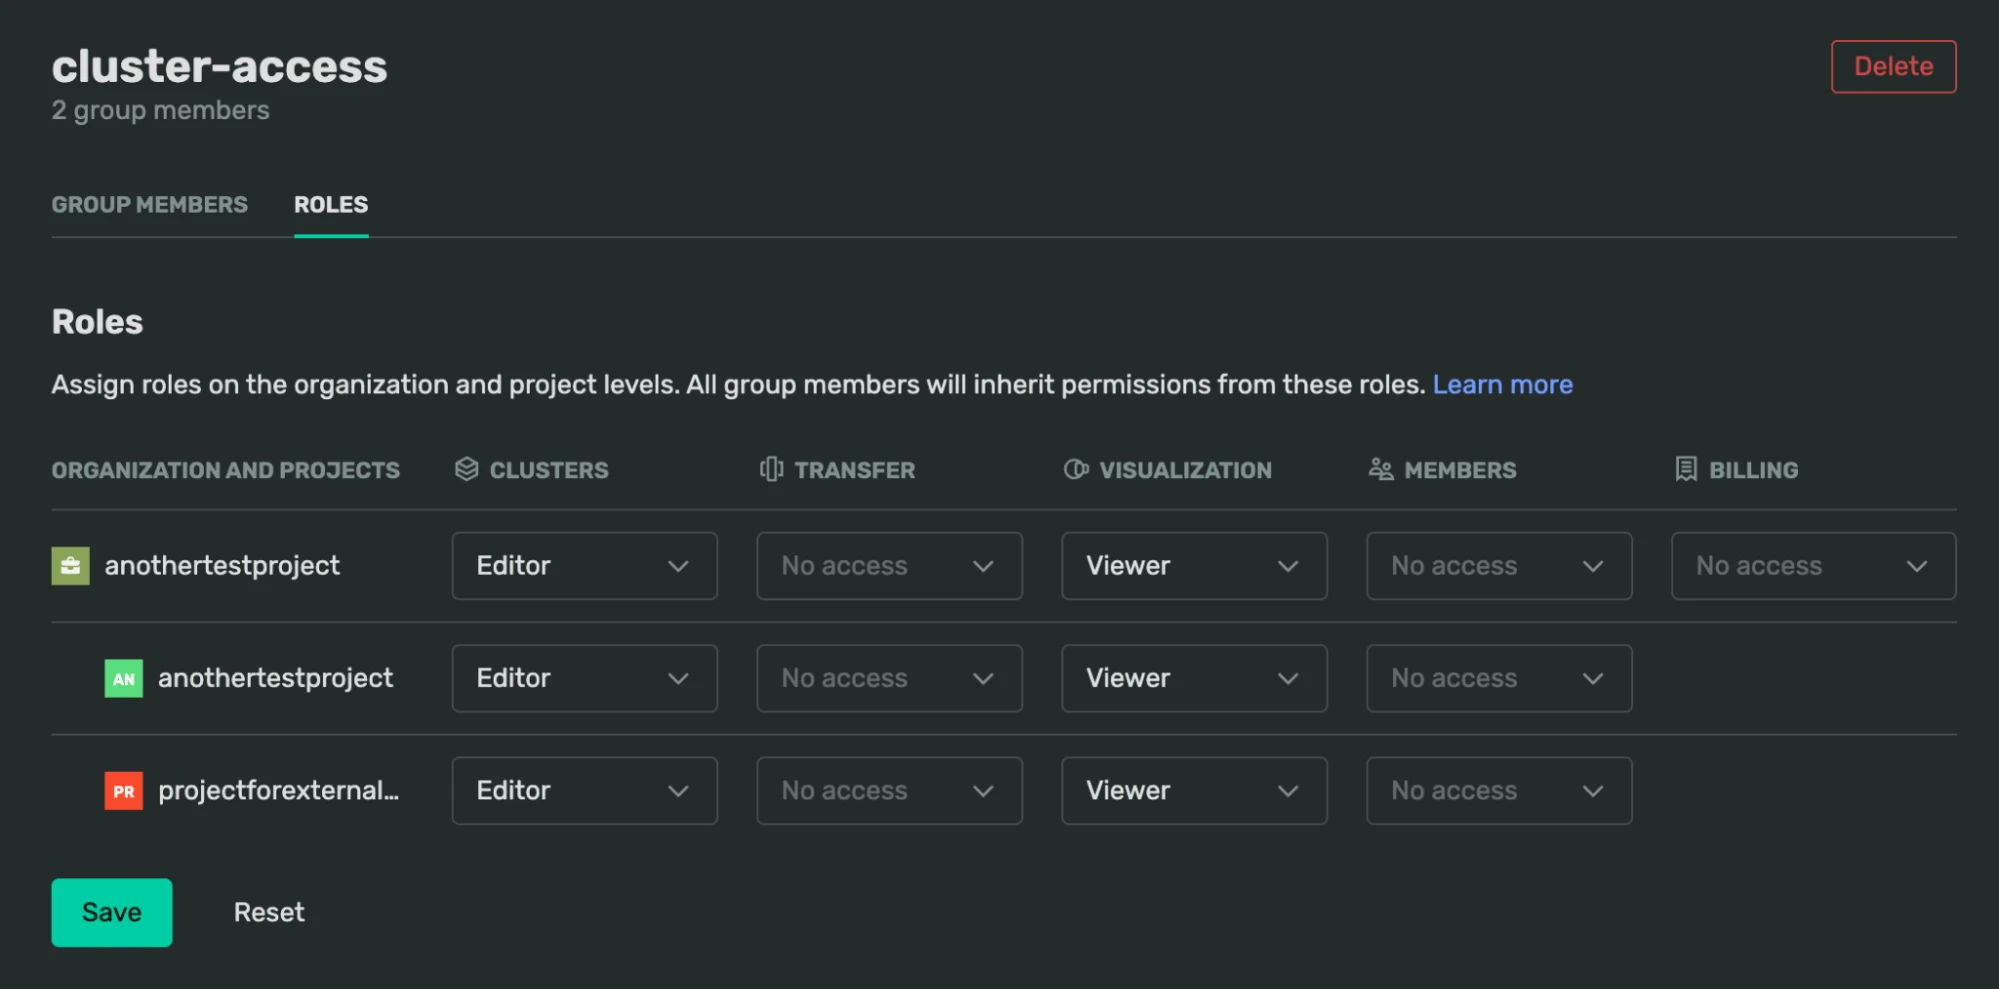 cluster-access
Delete
2 group members
GROUP MEMBERS ROLES
Roles
Assign roles on the organization and project levels. All group members will inherit permissions from these roles. Learn more
ORGANIZATION AND PROJECTS CLUSTERS TRANSFER VISUALIZATION MEMBERS BILLING
anothertestproject Editor No access Viewer No access No access
AN anothertestproject Editor No access Viewer No access
PR projectforexternal... Editor No access Viewer No access
Save Reset